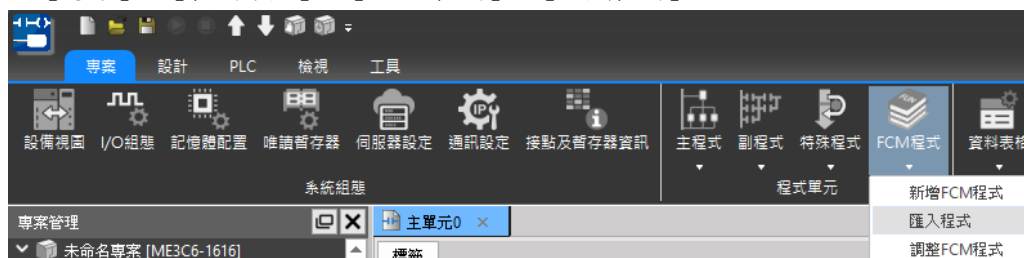 專案 設計 PLC 檢視 工具
設備視圖 I/O組態 記憶體配置 唯讀暫存器 伺服器設定 通訊設定 接點及暫存器資訊 主程式 副程式 特殊程式 FCM程式 資料表格
系統組態 程式單元 新增FCM程式
專案管理 主單元0 匯入程式
未命名專案 [ME3C6-1616] 標籤 調整FCM程式